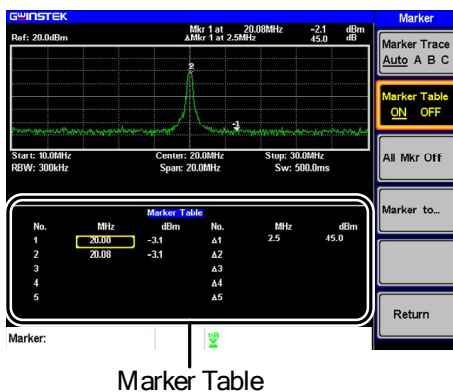 GWINSTEK
Ref: 20.0dBm
Mkr 1 at 20.08MHz -2.1 dBm
ΔMkr 1 at 2.5MHz 45.0 dB
2
1
Start: 10.0MHz Center: 20.0MHz Stop: 30.0MHz
RBW: 300kHz Span: 20.0MHz Sw: 500.0ms
Marker Table
No. MHz dBm No. MHz dBm
1 20.08 -3.1 Δ1 2.5 45.0
2 20.08 -3.1 Δ2
3 Δ3
4 Δ4
5 Δ5
Marker:
Marker
Marker Trace
Auto A B C
Marker Table
ON OFF
All Mkr Off
Marker to...
Return
Marker Table